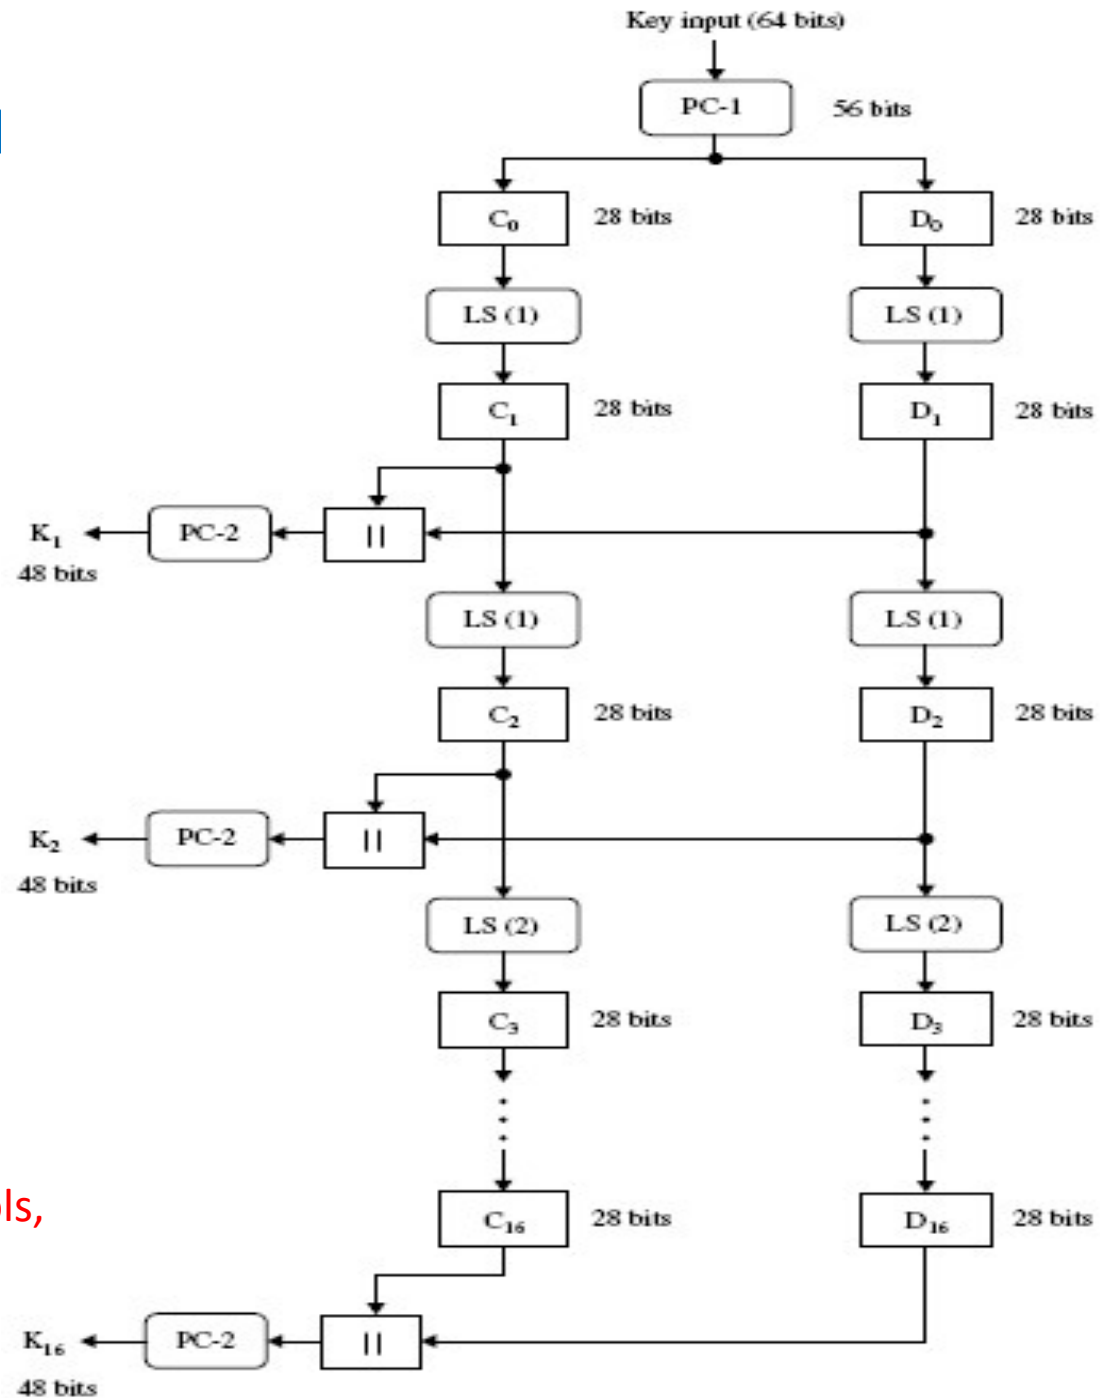 Key input (64 bits)
PC-1 56 bits
C₀ 28 bits D₀ 28 bits
LS (1) LS (1)
C₁ 28 bits D₁ 28 bits
K₁ PC-2 ||
48 bits
LS (1) LS (1)
C₂ 28 bits D₂ 28 bits
K₂ PC-2 ||
48 bits
LS (2) LS (2)
C₃ 28 bits D₃ 28 bits
ls,
C₁₆ 28 bits D₁₆ 28 bits
K₁₆ PC-2 ||
48 bits